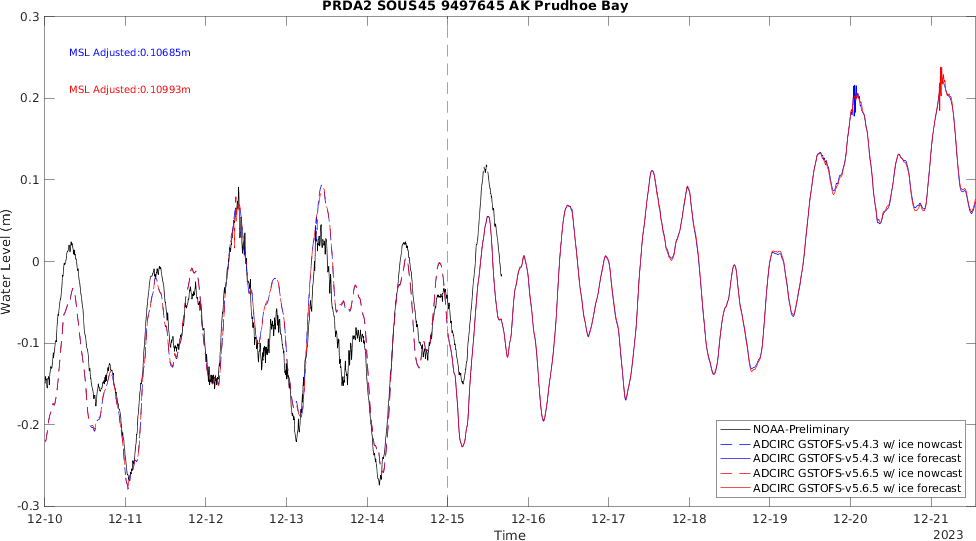 PRDA2 SOUS45 9497645 AK Prudhoe Bay
0.3
MSL Adjusted:0.10685m
MSL Adjusted:0.10993m
0.2
0.1
0
-0.1
-0.2
-0.3
Water Level (m)
NOAA-Preliminary
ADCIRC GSTOFS-v5.4.3 w/ ice nowcast
ADCIRC GSTOFS-v5.4.3 w/ ice forecast
ADCIRC GSTOFS-v5.6.5 w/ ice nowcast
ADCIRC GSTOFS-v5.6.5 w/ ice forecast
12-10 12-11 12-12 12-13 12-14 12-15 12-16 12-17 12-18 12-19 12-20 12-21
Time
2023